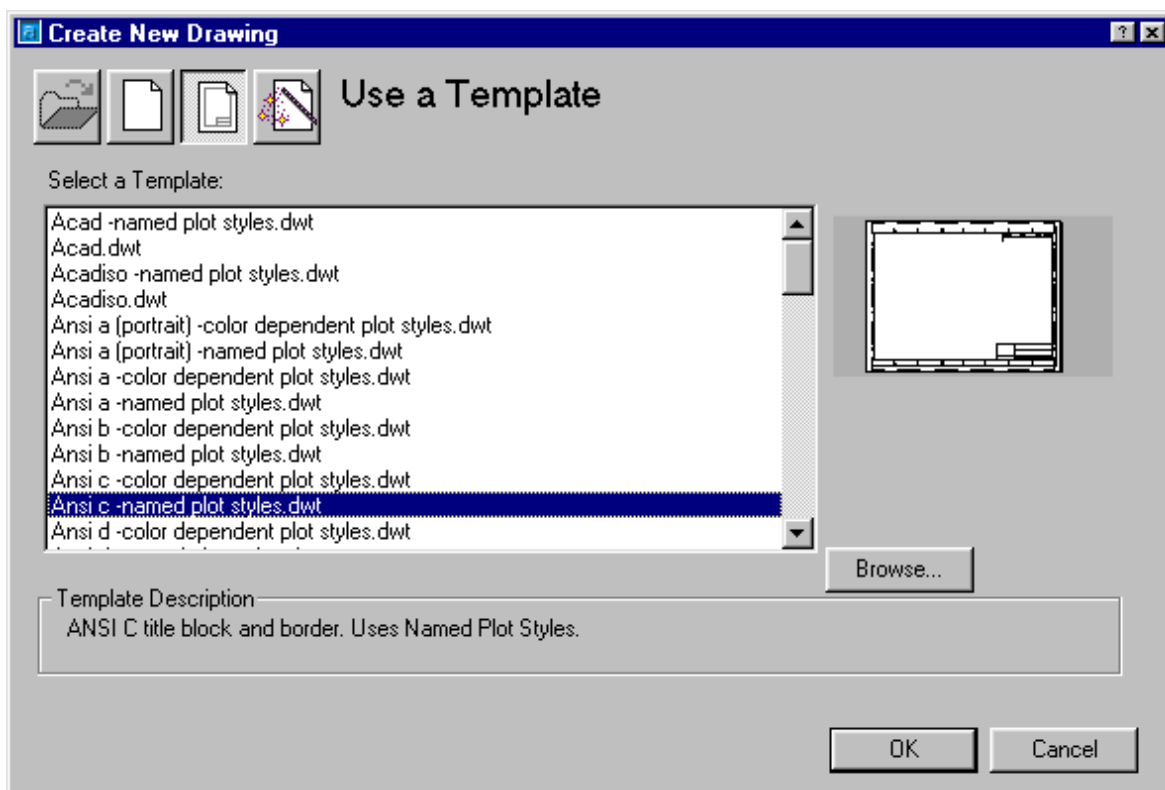 Create New Drawing
Use a Template
Select a Template:
Acad -named plot styles.dwt
Acad.dwt
Acadiso -named plot styles.dwt
Acadiso.dwt
Ansi a (portrait) -color dependent plot styles.dwt
Ansi a (portrait) -named plot styles.dwt
Ansi a -color dependent plot styles.dwt
Ansi a -named plot styles.dwt
Ansi b -color dependent plot styles.dwt
Ansi b -named plot styles.dwt
Ansi c -color dependent plot styles.dwt
Ansi c -named plot styles.dwt
Ansi d -color dependent plot styles.dwt
Browse...
Template Description
ANSI C title block and border. Uses Named Plot Styles.
OK Cancel